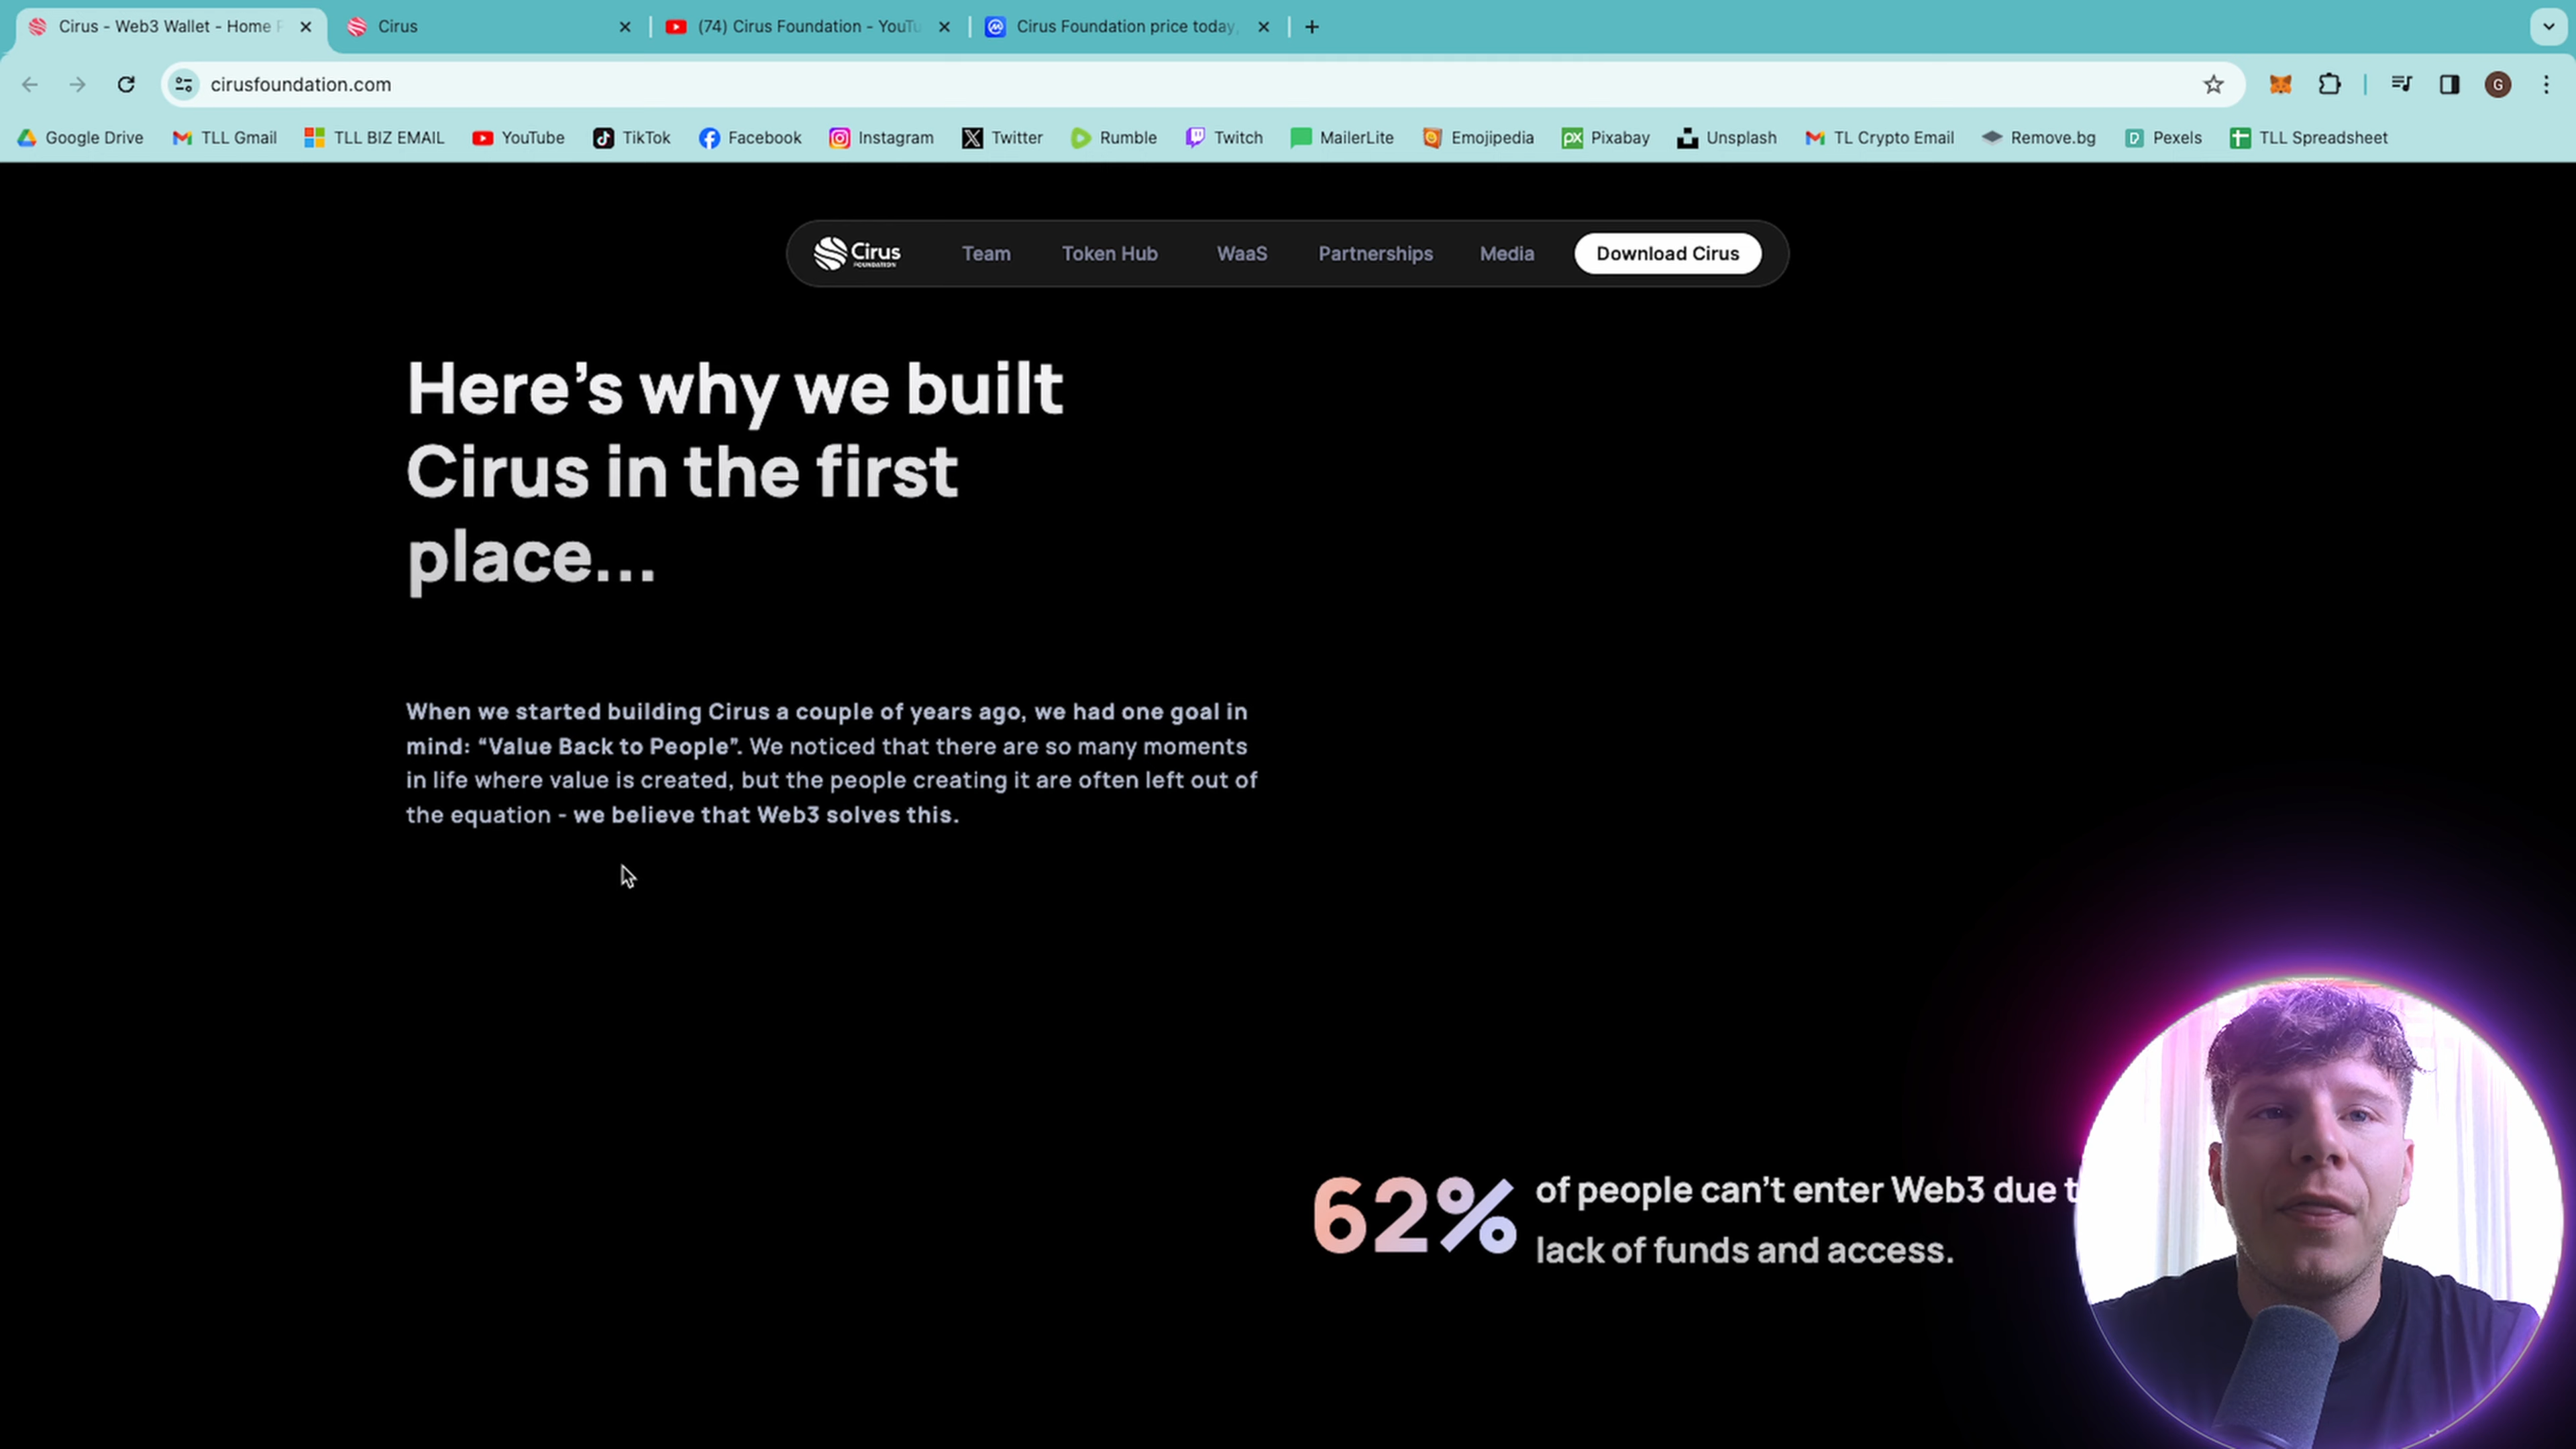 Cirus - Web3 Wallet - Home P
Cirus
(74) Cirus Foundation - YouTu
Cirus Foundation price today,
cirusfoundation.com
G
Google Drive
TLL Gmail
TLL BIZ EMAIL
YouTube
TikTok
Facebook
Instagram
Twitter
Rumble
Twitch
MailerLite
Emojipedia
Pixabay
Unsplash
TL Crypto Email
Remove.bg
Pexels
TLL Spreadsheet
Cirus
FOUNDATION
Team
Token Hub
WaaS
Partnerships
Media
Download Cirus
Here’s why we built
Cirus in the first
place...
When we started building Cirus a couple of years ago, we had one goal in
mind: “Value Back to People”. We noticed that there are so many moments
in life where value is created, but the people creating it are often left out of
the equation - we believe that Web3 solves this.
62%
of people can’t enter Web3 due t
lack of funds and access.